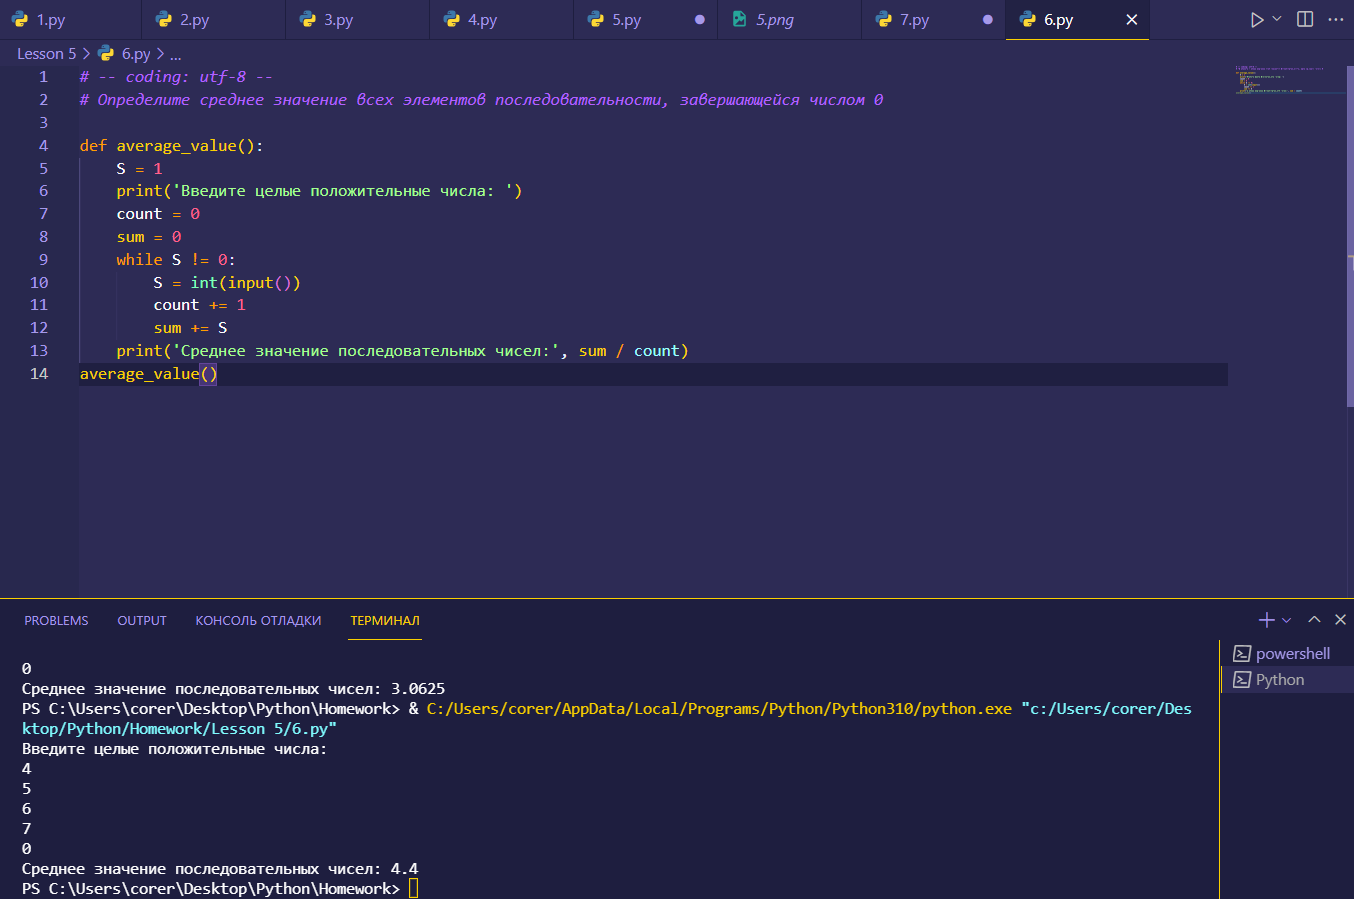 1.py 2.py 3.py 4.py 5.py 5.png 7.py 6.py
Lesson 5 > 6.py > ...
1 # -- coding: utf-8 --
2 # Определите среднее значение всех элементов последовательности, завершающейся числом 0
3
4 def average_value():
5 S = 1
6 print('Введите целые положительные числа: ')
7 count = 0
8 sum = 0
9 while S != 0:
10 S = int(input())
11 count += 1
12 sum += S
13 print('Среднее значение последовательных чисел:', sum / count)
14 average_value()
PROBLEMS OUTPUT КОНСОЛЬ ОТЛАДКИ ТЕРМИНАЛ
powershell
Python
0
Среднее значение последовательных чисел: 3.0625
PS C:\Users\corer\Desktop\Python\Homework> & C:/Users/corer/AppData/Local/Programs/Python/Python310/python.exe "c:/Users/corer/Des
ktop/Python/Homework/Lesson 5/6.py"
Введите целые положительные числа:
4
5
6
7
0
Среднее значение последовательных чисел: 4.4
PS C:\Users\corer\Desktop\Python\Homework>